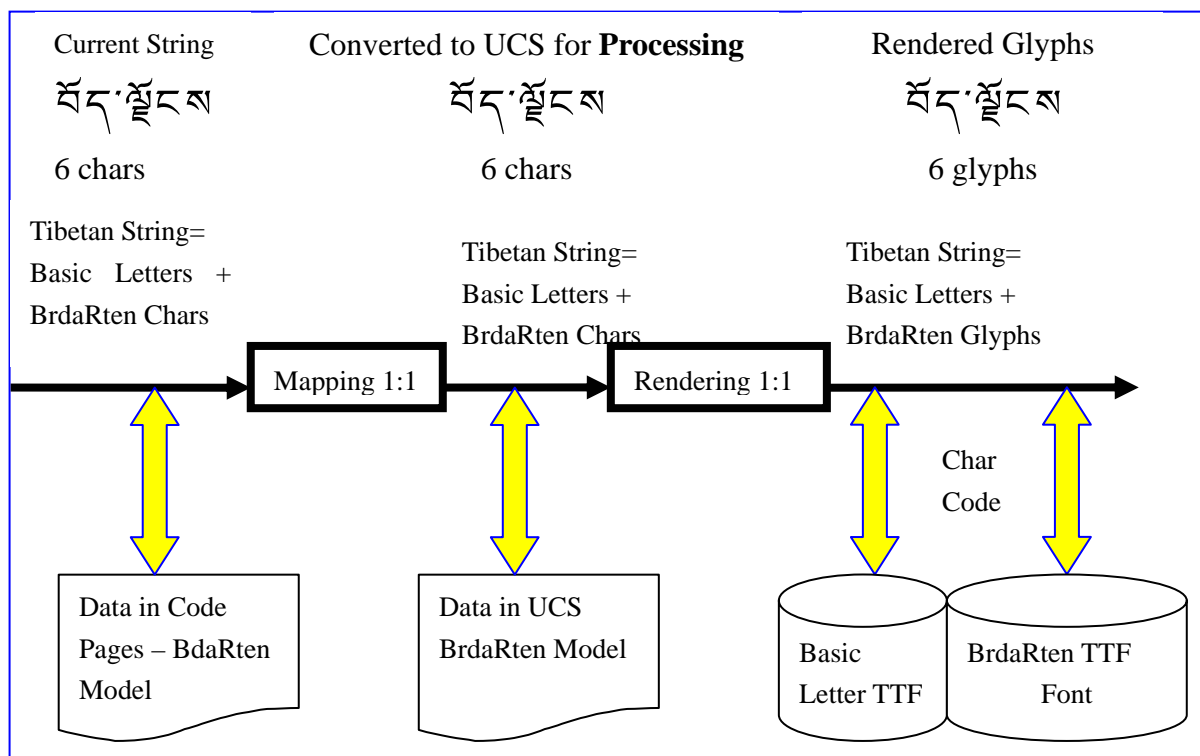 Current String
Converted to UCS for Processing
Rendered Glyphs
བོད་ལྗོངས
བོད་ལྗོངས
བོད་ལྗོངས
6 chars
6 chars
6 glyphs
Tibetan String=
Basic Letters +
BrdaRten Chars
Tibetan String=
Basic Letters +
BrdaRten Chars
Tibetan String=
Basic Letters +
BrdaRten Glyphs
Mapping 1:1
Rendering 1:1
Char
Code
Data in Code
Pages – BdaRten
Model
Data in UCS
BrdaRten Model
Basic
Letter TTF
BrdaRten TTF
Font